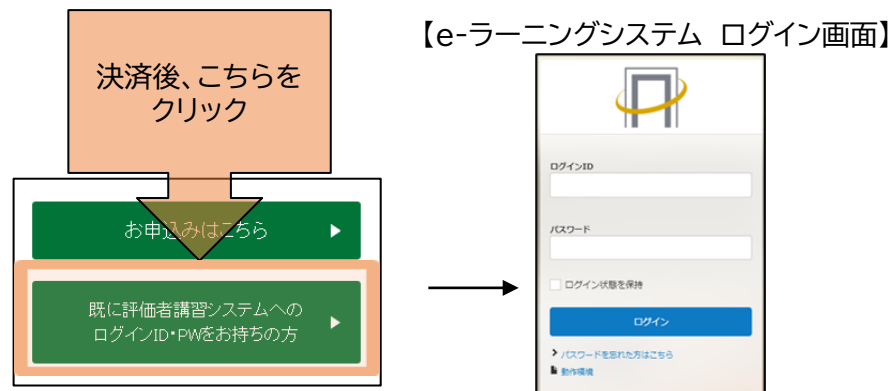 【e-ラーニングシステム ログイン画面】
決済後、こちらを
クリック
お申込みはこちら
既に評価者講習システムへの
ログインID・PWをお持ちの方
ログインID
パスワード
ログイン状態を保持
ログイン
パスワードを忘れた方はこちら
動作環境